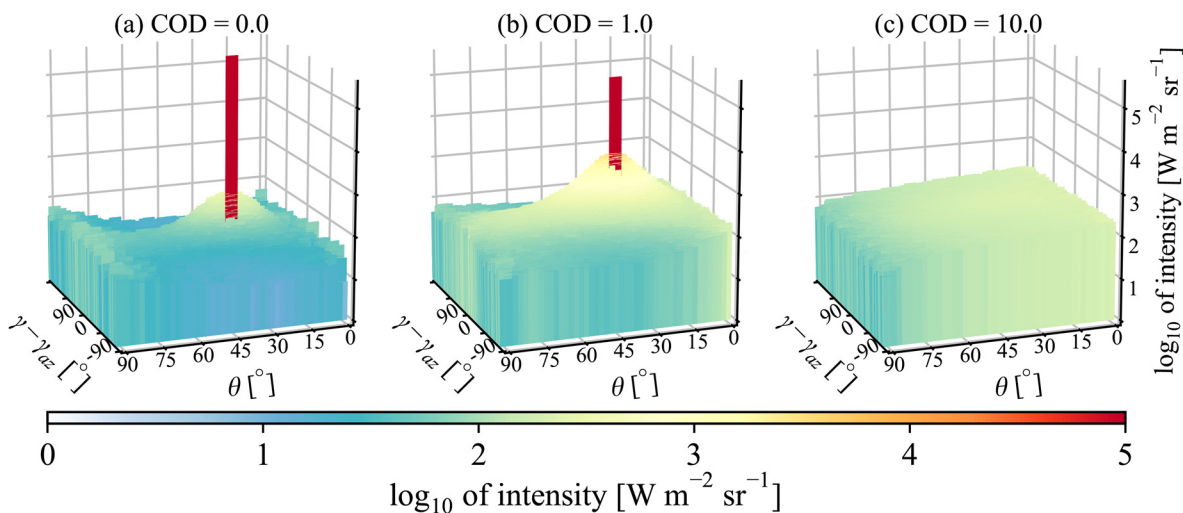 (a) COD = 0.0
(b) COD = 1.0
(c) COD = 10.0
5
4
3
2
1
log₁₀ of intensity [W m⁻² sr⁻¹]
90
0
-90
γ − γaz [°]
90 75 60 45 30 15 0
θ [°]
90
0
-90
γ − γaz [°]
90 75 60 45 30 15 0
θ [°]
90
0
-90
γ − γaz [°]
90 75 60 45 30 15 0
θ [°]
0 1 2 3 4 5
log₁₀ of intensity [W m⁻² sr⁻¹]